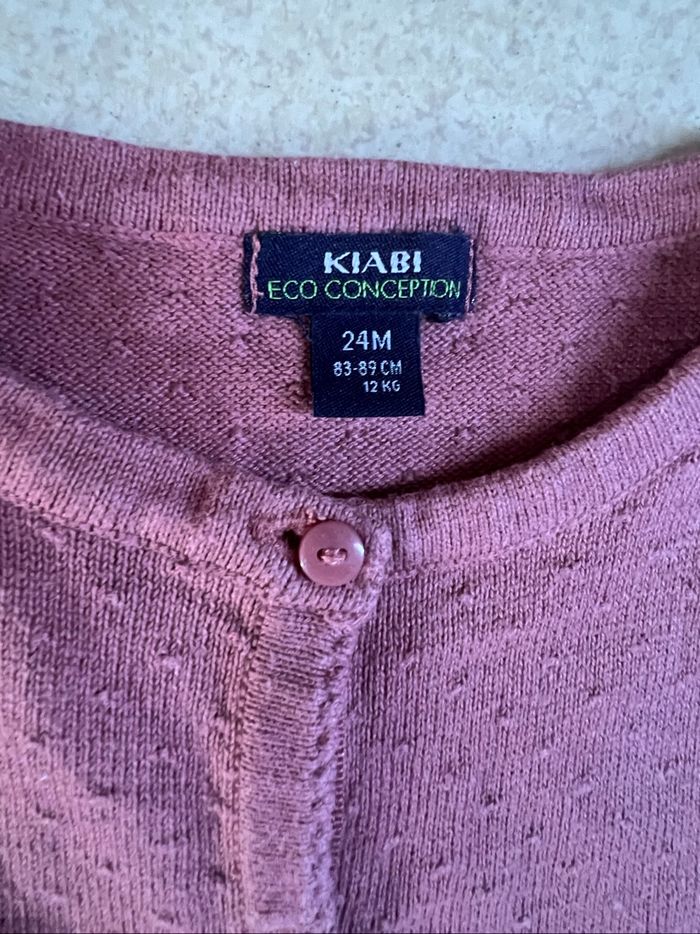 KIABI
ECO CONCEPTION
24M
83-89 CM
12 KG